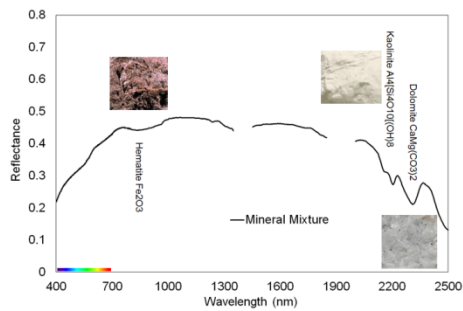 0.8
0.7
0.6
0.5
0.4
0.3
0.2
0.1
0
Reflectance
Hematite Fe2O3
Kaolinite Al4[Si4O10[(OH)8
Dolomite CaMg(CO3)2
Mineral Mixture
400 700 1000 1300 1600 1900 2200 2500
Wavelength (nm)